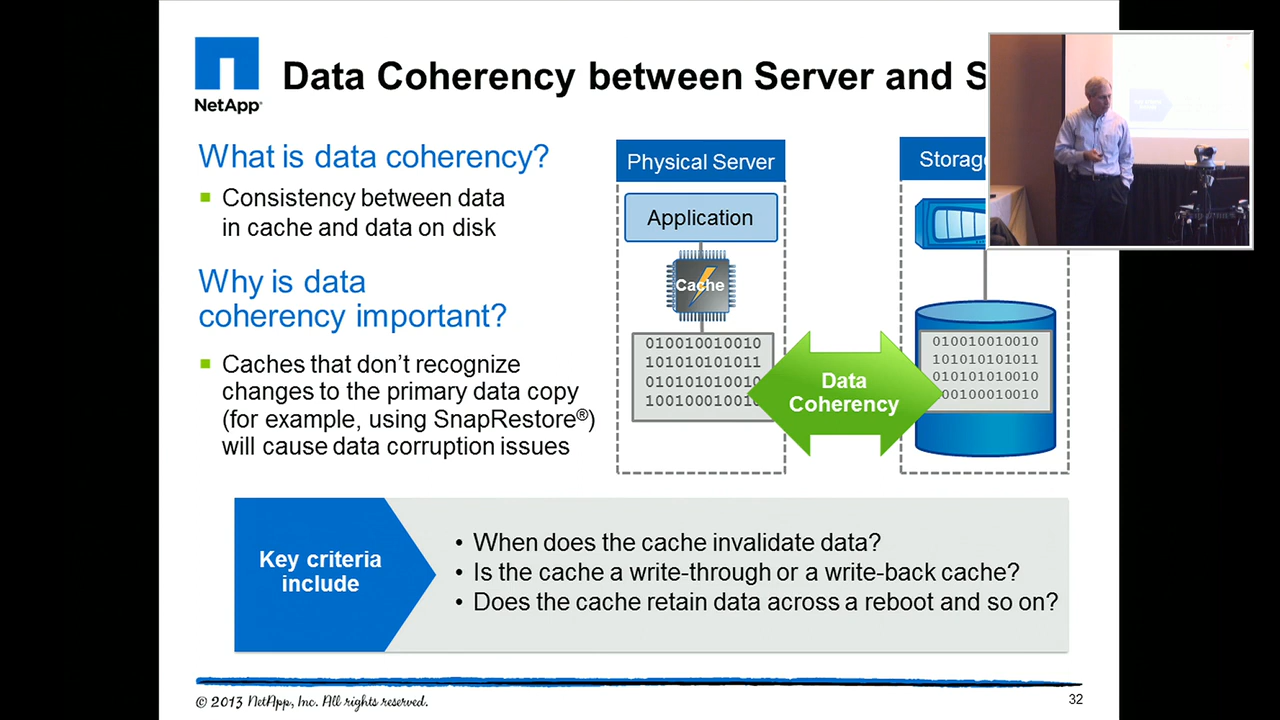 NetApp®
Data Coherency between Server and S
What is data coherency?
Consistency between data
in cache and data on disk
Why is data
coherency important?
Caches that don’t recognize
changes to the primary data copy
(for example, using SnapRestore®)
will cause data corruption issues
Physical Server
Application
Cache
010010010010
101010101011
010101010010
100100010010
Data
Coherency
Storag
010010010010
101010101011
010101010010
100100010010
Key criteria
include
• When does the cache invalidate data?
• Is the cache a write-through or a write-back cache?
• Does the cache retain data across a reboot and so on?
© 2013 NetApp, Inc. All rights reserved.
32